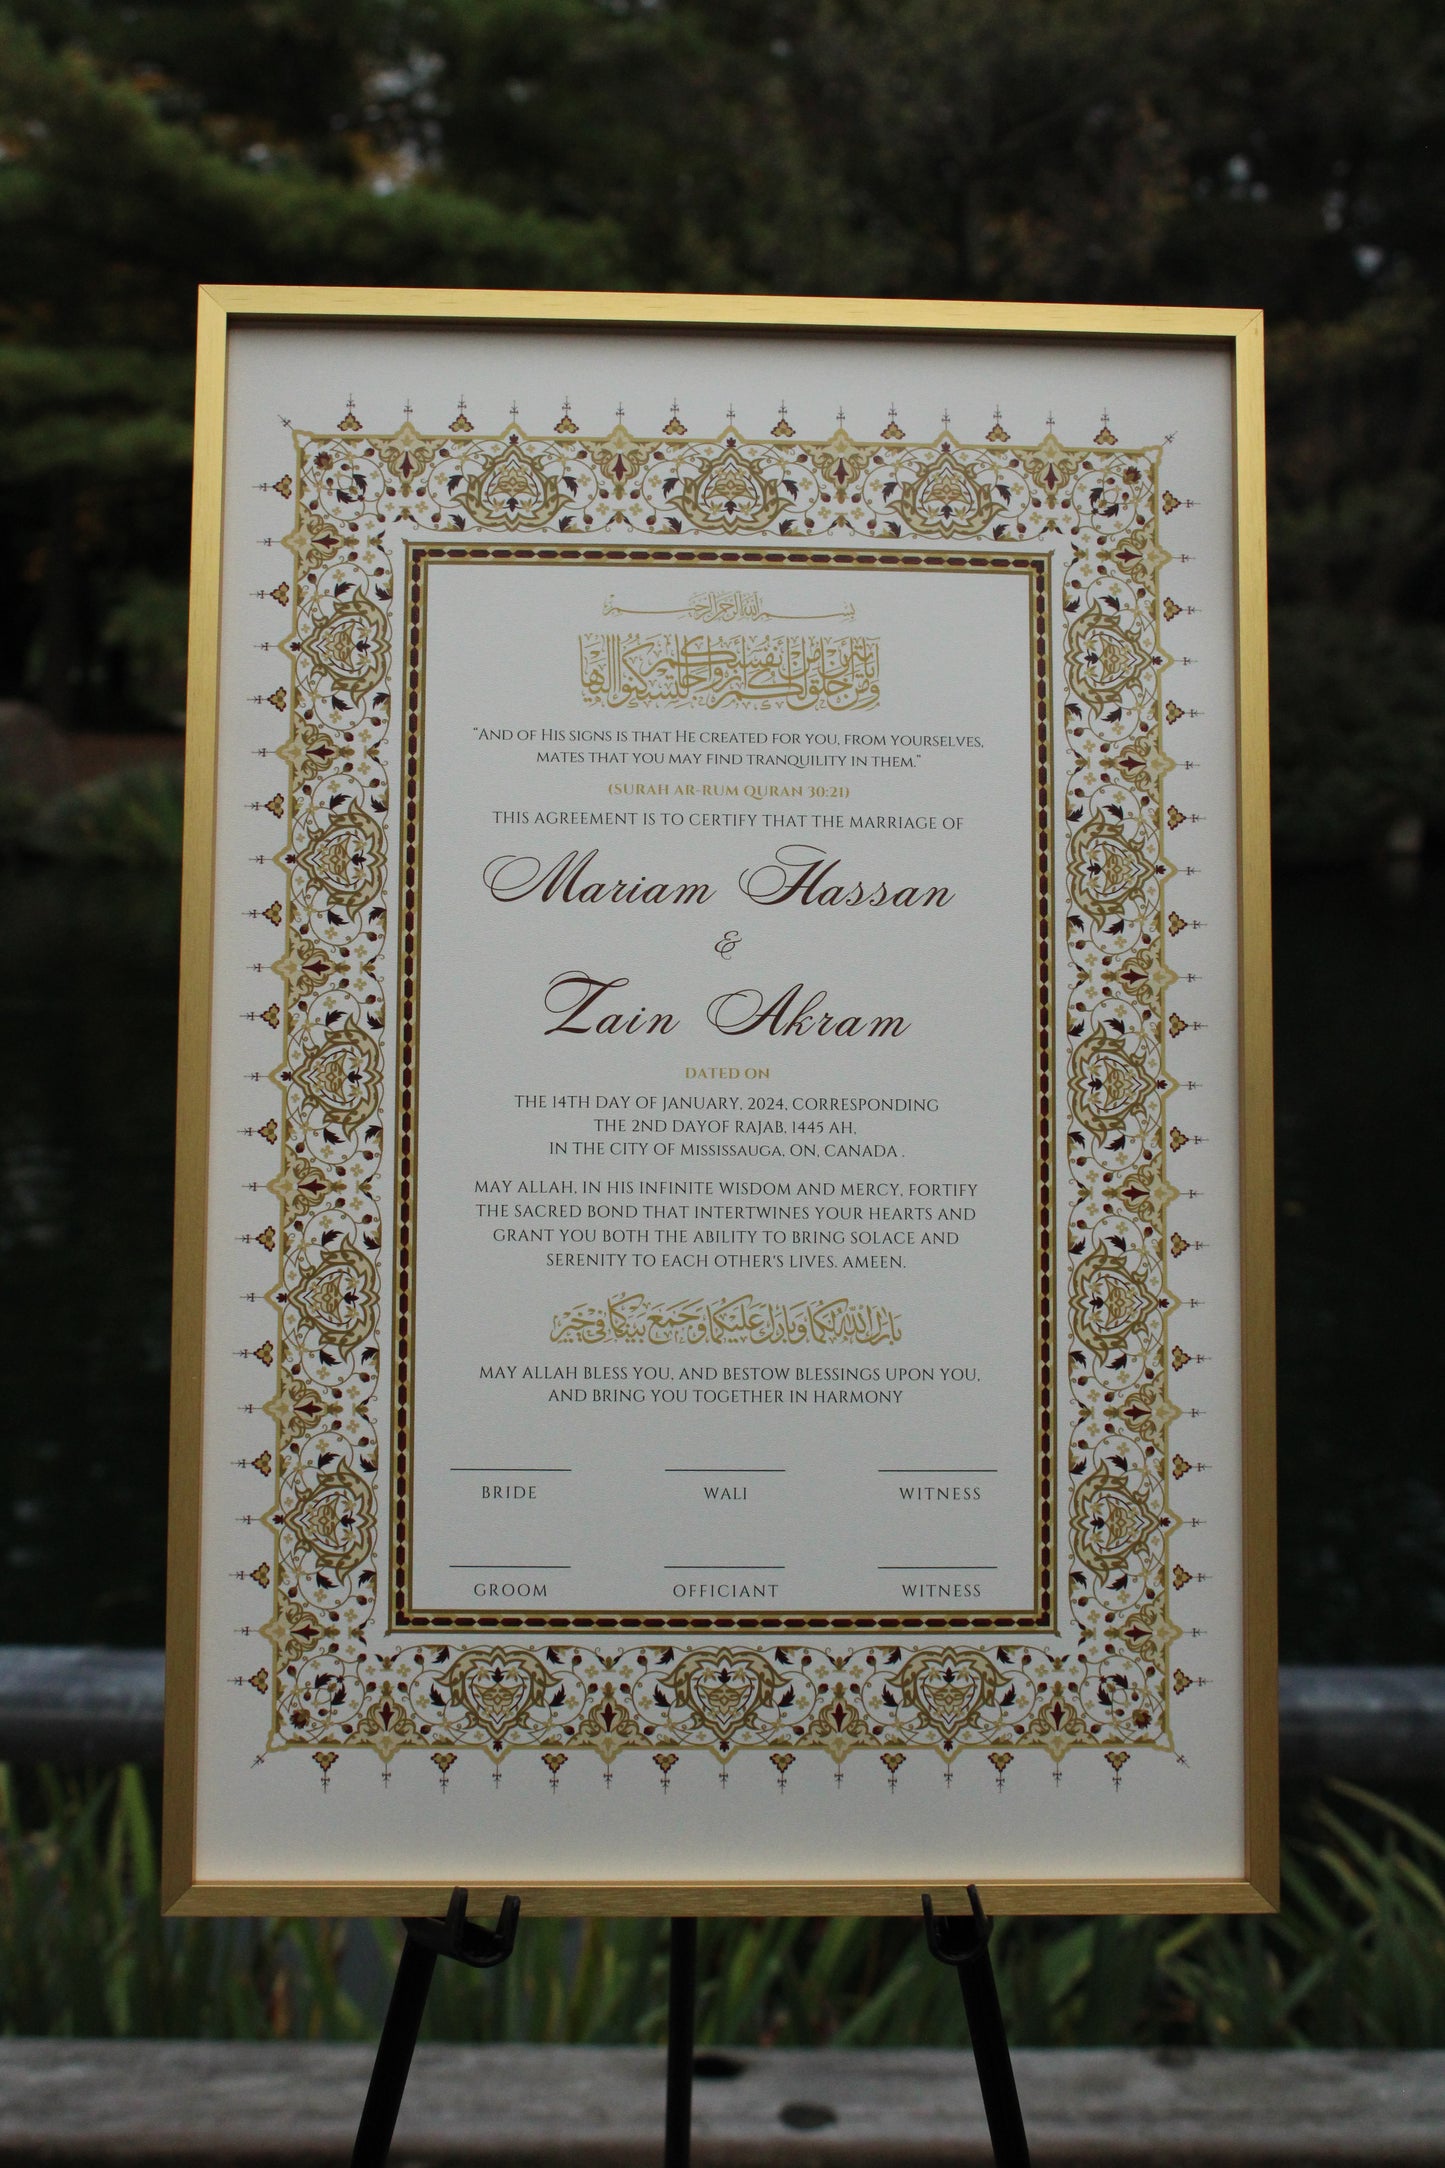 بسم الله الرحمن الرحيم
ومن آياته أن خلق لكم من أنفسكم أزواجا لتسكنوا إليها
“And of His signs is that He created for you, from yourselves,
mates that you may find tranquility in them.”
(SURAH AR-RUM QURAN 30:21)
THIS AGREEMENT IS TO CERTIFY THAT THE MARRIAGE OF
Mariam Hassan
&
Zain Akram
DATED ON
THE 14TH DAY OF JANUARY, 2024, CORRESPONDING
THE 2ND DAYOF RAJAB, 1445 AH,
IN THE CITY OF Mississauga, ON, CANADA .
MAY ALLAH, IN HIS INFINITE WISDOM AND MERCY, FORTIFY
THE SACRED BOND THAT INTERTWINES YOUR HEARTS AND
GRANT YOU BOTH THE ABILITY TO BRING SOLACE AND
SERENITY TO EACH OTHER'S LIVES. AMEEN.
بارك الله لكما وبارك عليكما وجمع بينكما في خير
MAY ALLAH BLESS YOU, AND BESTOW BLESSINGS UPON YOU,
AND BRING YOU TOGETHER IN HARMONY
BRIDE WALI WITNESS
GROOM OFFICIANT WITNESS